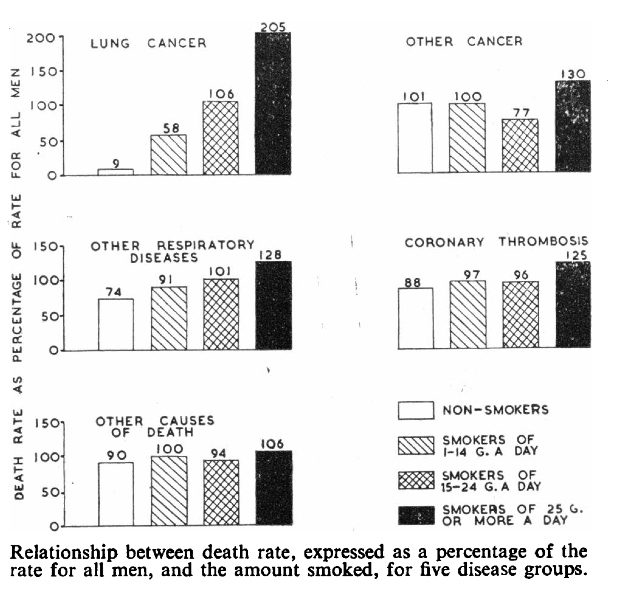 DEATH RATE AS PERCENTAGE OF RATE FOR ALL MEN
LUNG CANCER
200
150
100
50
0
9
58
106
205
OTHER CANCER
101
100
77
130
OTHER RESPIRATORY
DISEASES
150
100
50
0
74
91
101
128
CORONARY THROMBOSIS
88
97
96
125
OTHER CAUSES
OF DEATH
150
100
50
0
90
100
94
106
NON-SMOKERS
SMOKERS OF
1-14 G. A DAY
SMOKERS OF
15-24 G. A DAY
SMOKERS OF 25 G.
OR MORE A DAY
Relationship between death rate, expressed as a percentage of the
rate for all men, and the amount smoked, for five disease groups.